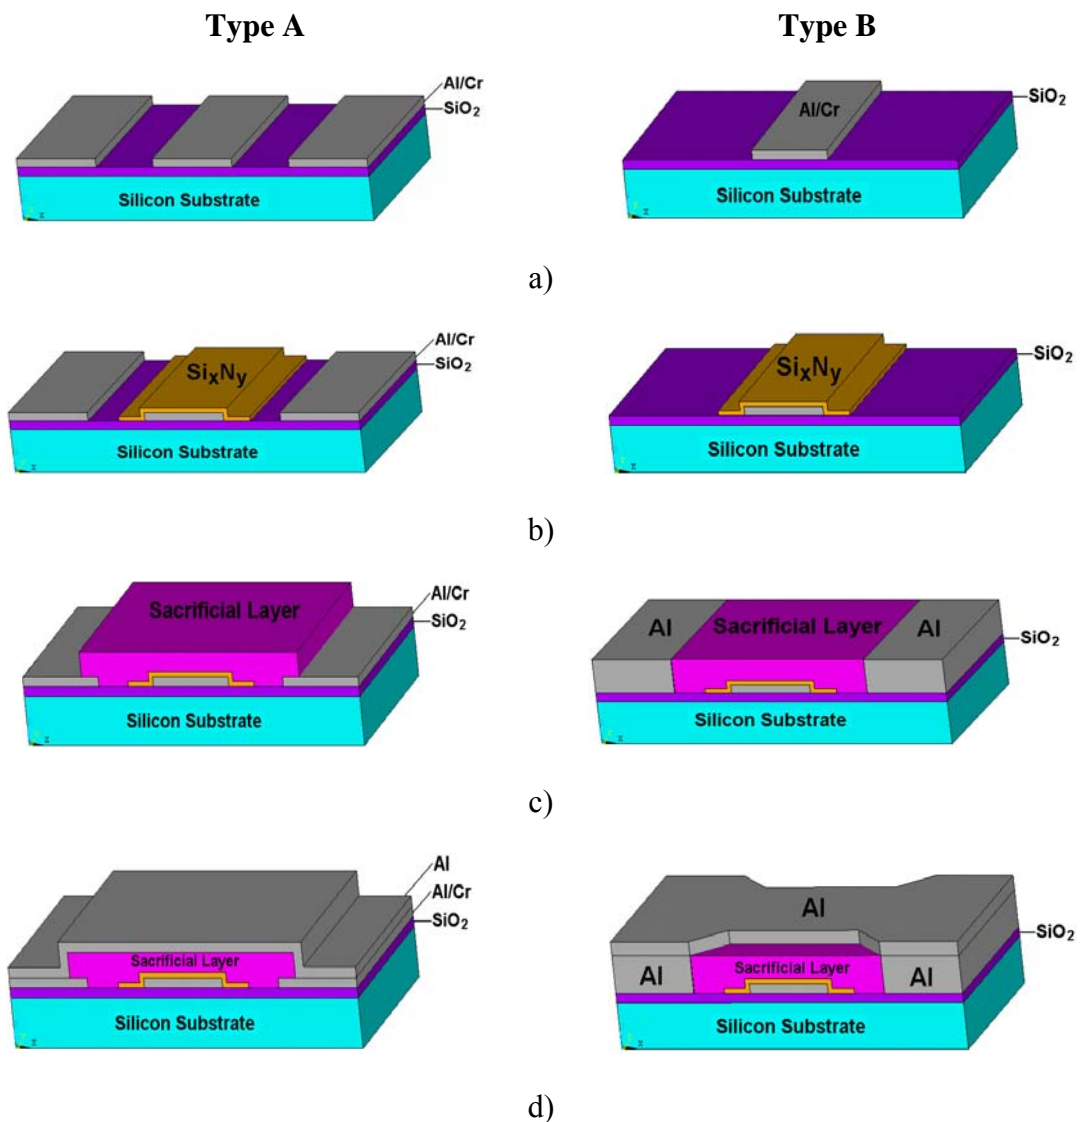 Type A
Type B
Al/Cr
SiO₂
Silicon Substrate
Al/Cr
SiO₂
Silicon Substrate
a)
Al/Cr
SiO₂
SiₓNᵧ
Silicon Substrate
SiO₂
SiₓNᵧ
Silicon Substrate
b)
Al/Cr
SiO₂
Sacrificial Layer
Silicon Substrate
Al
Sacrificial Layer
Al
SiO₂
Silicon Substrate
c)
Al
Al/Cr
SiO₂
Sacrificial Layer
Silicon Substrate
Al
SiO₂
Al
Sacrificial Layer
Al
Silicon Substrate
d)